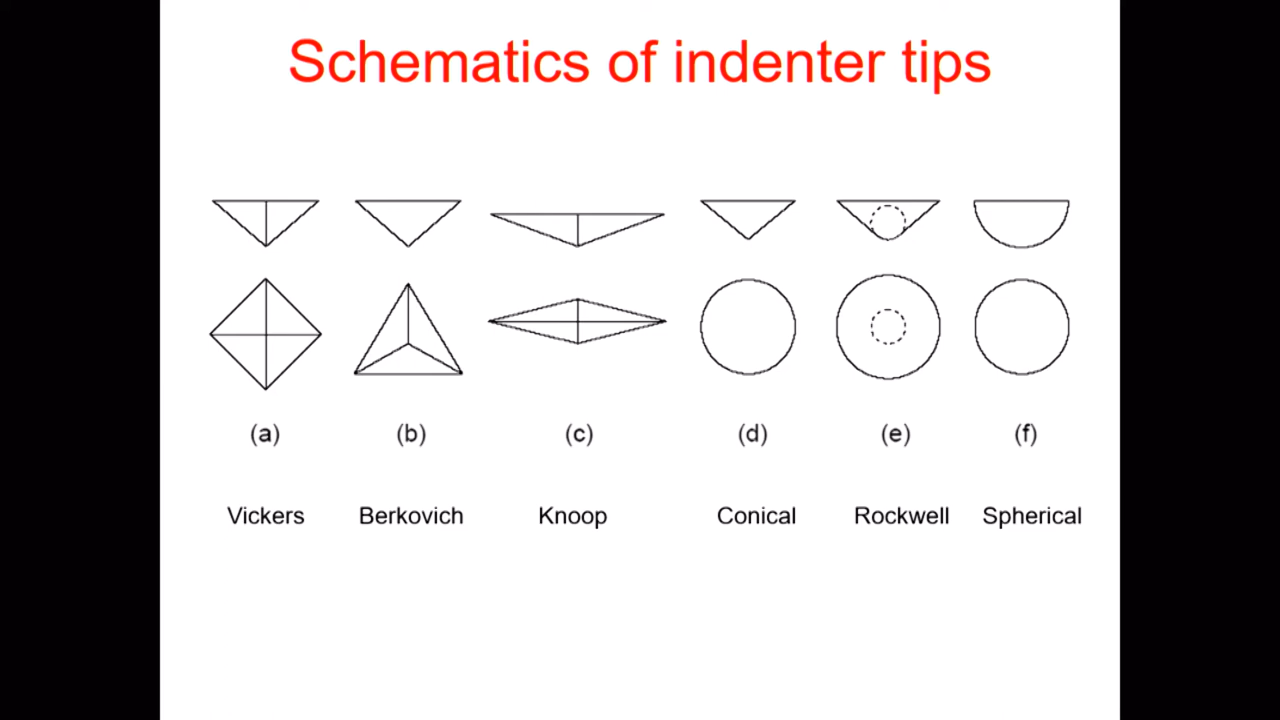 Schematics of indenter tips
(a) (b) (c) (d) (e) (f)
Vickers Berkovich Knoop Conical Rockwell Spherical